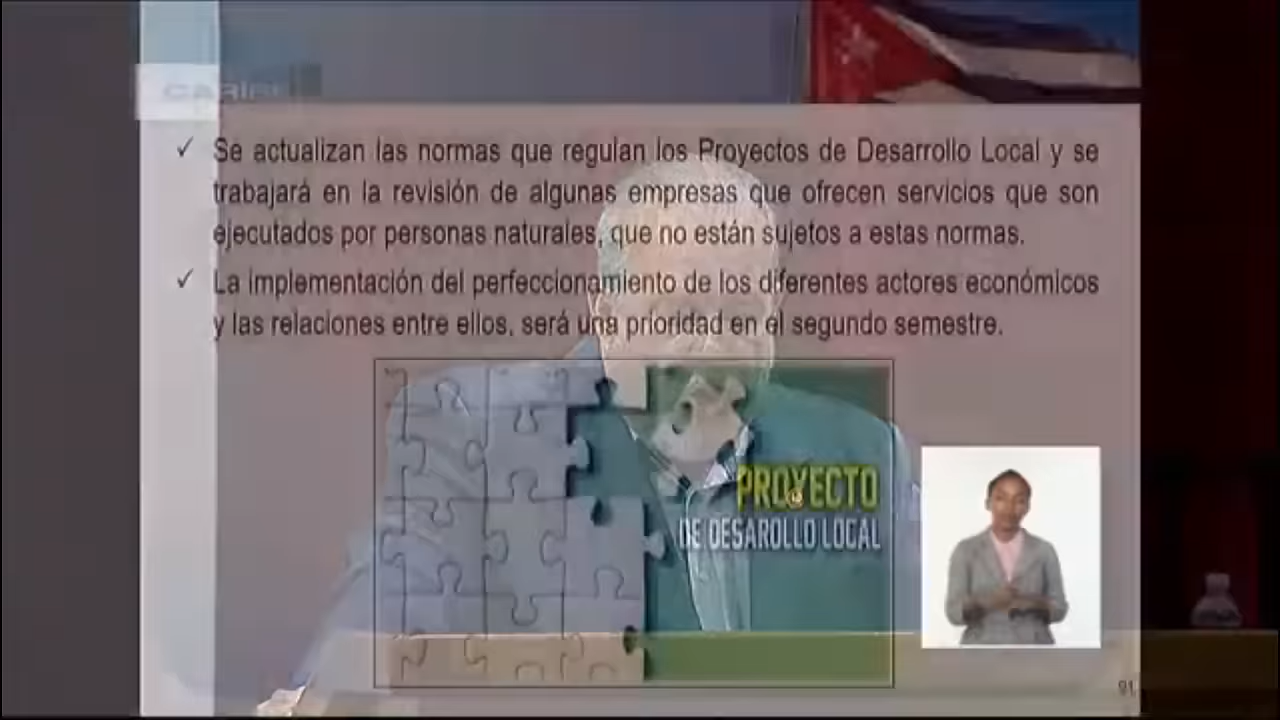 CARIBE
✓ Se actualizan las normas que regulan los Proyectos de Desarrollo Local y se
trabajará en la revisión de algunas empresas que ofrecen servicios que son
ejecutados por personas naturales, que no están sujetos a estas normas.
✓ La implementación del perfeccionamiento de los diferentes actores económicos
y las relaciones entre ellos, será una prioridad en el segundo semestre.
PROYECTO
DE DESAROLLO LOCAL
91